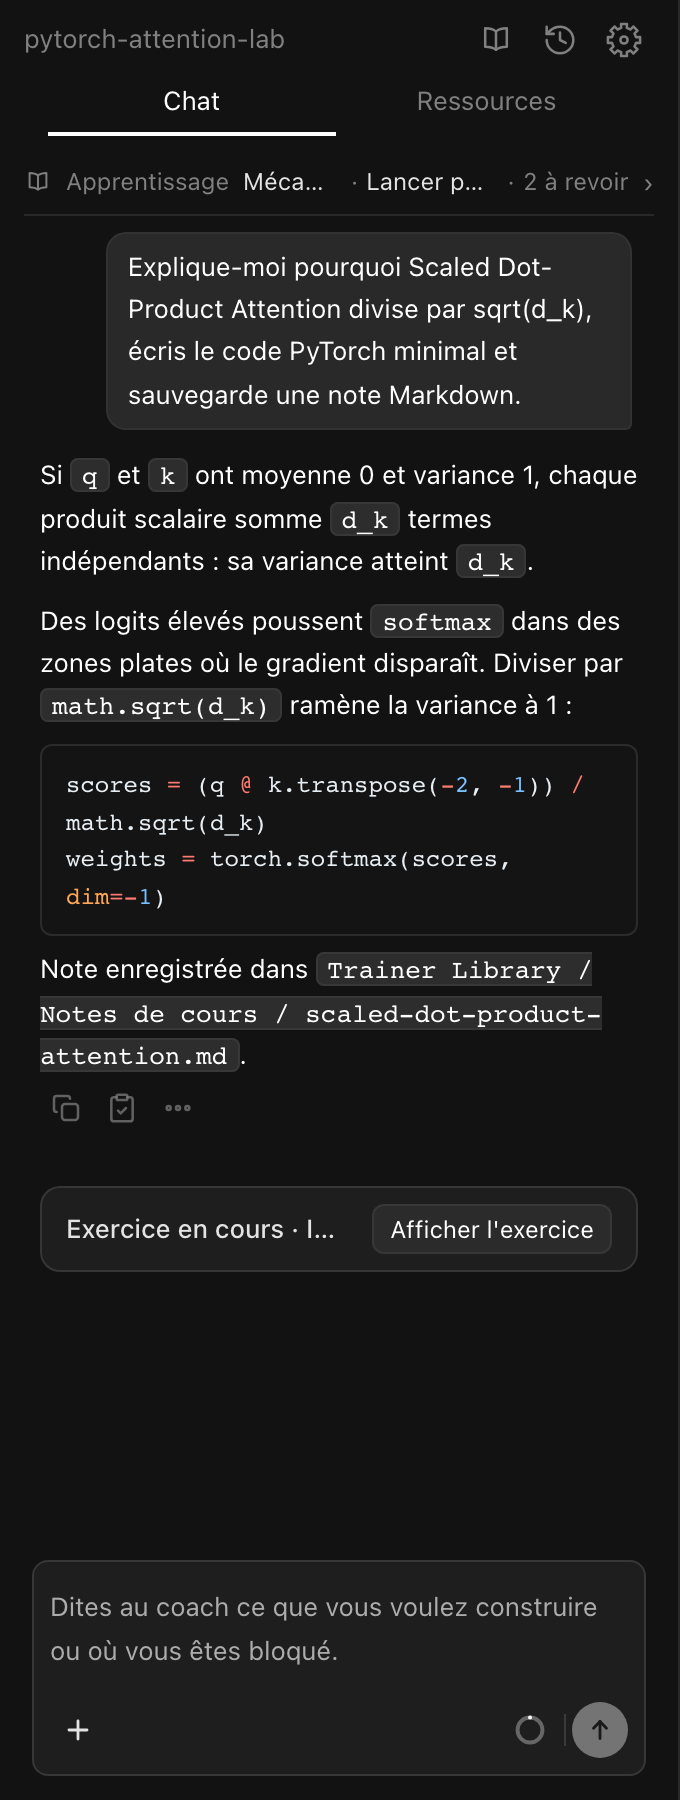 pytorch-attention-lab
Chat
Ressources
Apprentissage Méca... · Lancer p... · 2 à revoir ›
Explique-moi pourquoi Scaled Dot-
Product Attention divise par sqrt(d_k),
écris le code PyTorch minimal et
sauvegarde une note Markdown.
Si q et k ont moyenne 0 et variance 1, chaque
produit scalaire somme d_k termes
indépendants : sa variance atteint d_k.
Des logits élevés poussent softmax dans des
zones plates où le gradient disparaît. Diviser par
math.sqrt(d_k) ramène la variance à 1 :
scores = (q @ k.transpose(-2, -1)) /
math.sqrt(d_k)
weights = torch.softmax(scores,
dim=-1)
Note enregistrée dans Trainer Library /
Notes de cours / scaled-dot-product-
attention.md.
Exercice en cours · I...
Afficher l'exercice
Dites au coach ce que vous voulez construire
ou où vous êtes bloqué.